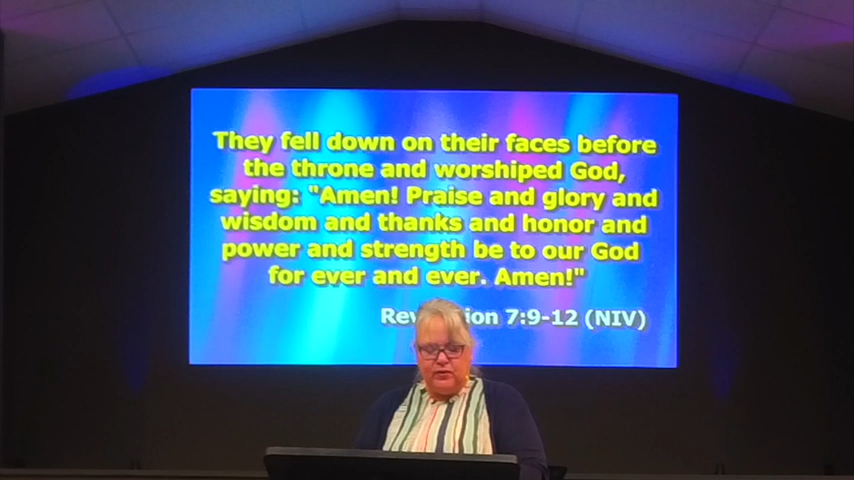 They fell down on their faces before
the throne and worshiped God,
saying: "Amen! Praise and glory and
wisdom and thanks and honor and
power and strength be to our God
for ever and ever. Amen!"
7:9-12 (NIV)